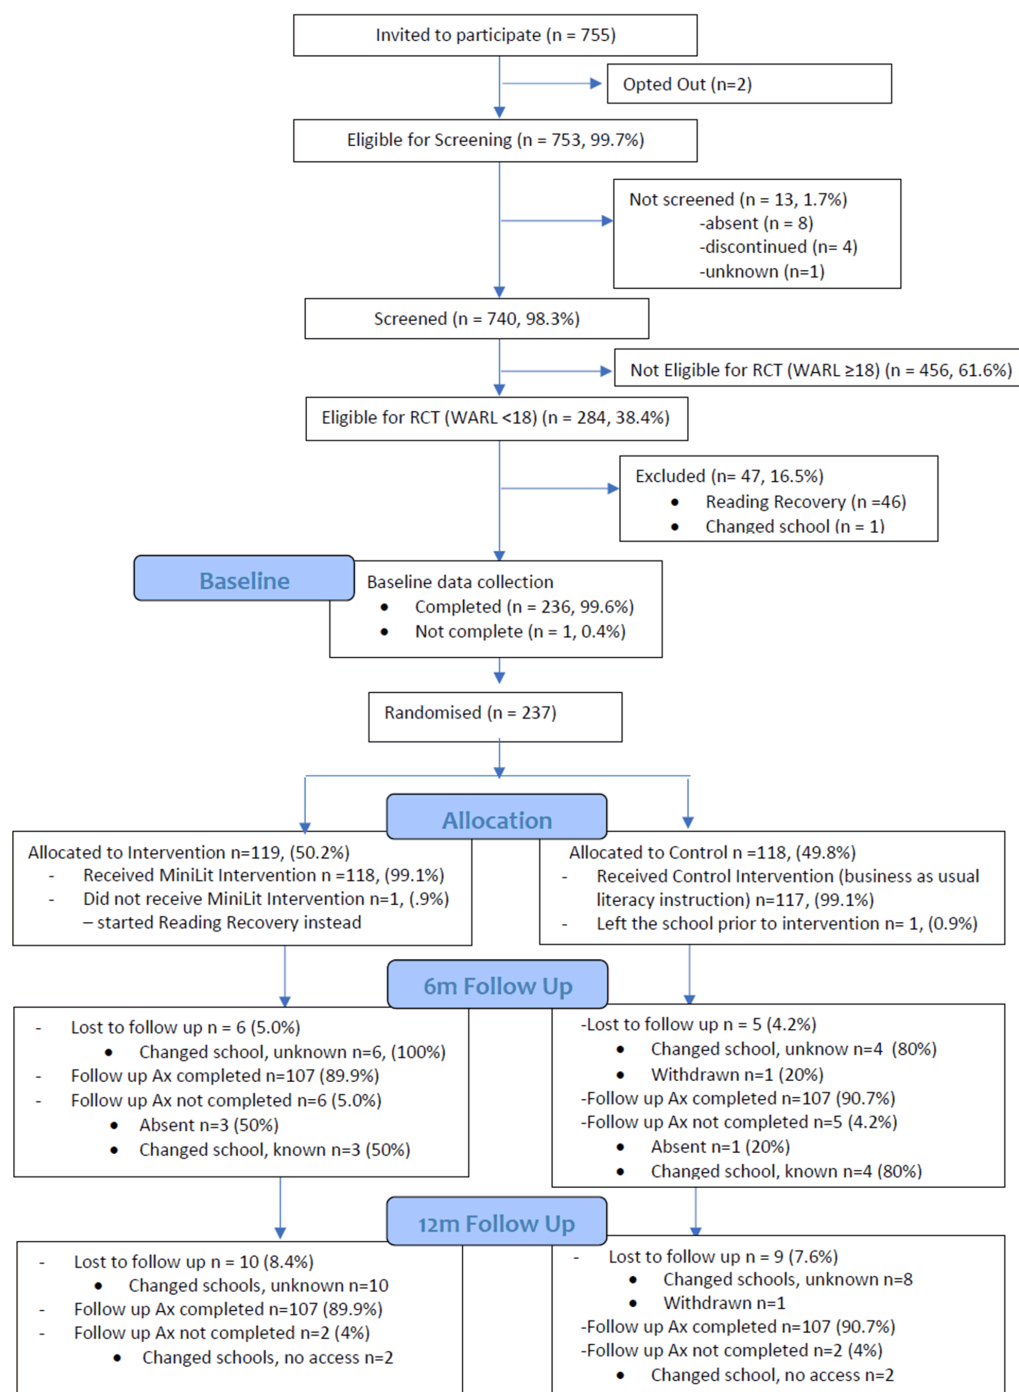 Invited to participate (n = 755)
Opted Out (n=2)
Eligible for Screening (n = 753, 99.7%)
Not screened (n = 13, 1.7%)
-absent (n = 8)
-discontinued (n= 4)
-unknown (n=1)
Screened (n = 740, 98.3%)
Not Eligible for RCT (WARL ≥18) (n = 456, 61.6%)
Eligible for RCT (WARL <18) (n = 284, 38.4%)
Excluded (n= 47, 16.5%)
● Reading Recovery (n =46)
● Changed school (n = 1)
Baseline
Baseline data collection
● Completed (n = 236, 99.6%)
● Not complete (n = 1, 0.4%)
Randomised (n = 237)
Allocation
Allocated to Intervention n=119, (50.2%)
- Received MiniLit Intervention n=118, (99.1%)
- Did not receive MiniLit Intervention n=1, (.9%)
– started Reading Recovery instead
Allocated to Control n=118, (49.8%)
- Received Control Intervention (business as usual
literacy instruction) n=117, (99.1%)
- Left the school prior to intervention n= 1, (0.9%)
6m Follow Up
- Lost to follow up n = 6 (5.0%)
● Changed school, unknown n=6, (100%)
- Follow up Ax completed n=107 (89.9%)
- Follow up Ax not completed n=6 (5.0%)
● Absent n=3 (50%)
● Changed school, known n=3 (50%)
-Lost to follow up n = 5 (4.2%)
● Changed school, unknow n=4 (80%)
● Withdrawn n=1 (20%)
-Follow up Ax completed n=107 (90.7%)
-Follow up Ax not completed n=5 (4.2%)
● Absent n=1 (20%)
● Changed school, known n=4 (80%)
12m Follow Up
- Lost to follow up n = 10 (8.4%)
● Changed schools, unknown n=10
- Follow up Ax completed n=107 (89.9%)
- Follow up Ax not completed n=2 (4%)
● Changed schools, no access n=2
- Lost to follow up n = 9 (7.6%)
● Changed schools, unknown n=8
● Withdrawn n=1
-Follow up Ax completed n=107 (90.7%)
-Follow up Ax not completed n=2 (4%)
● Changed school, no access n=2